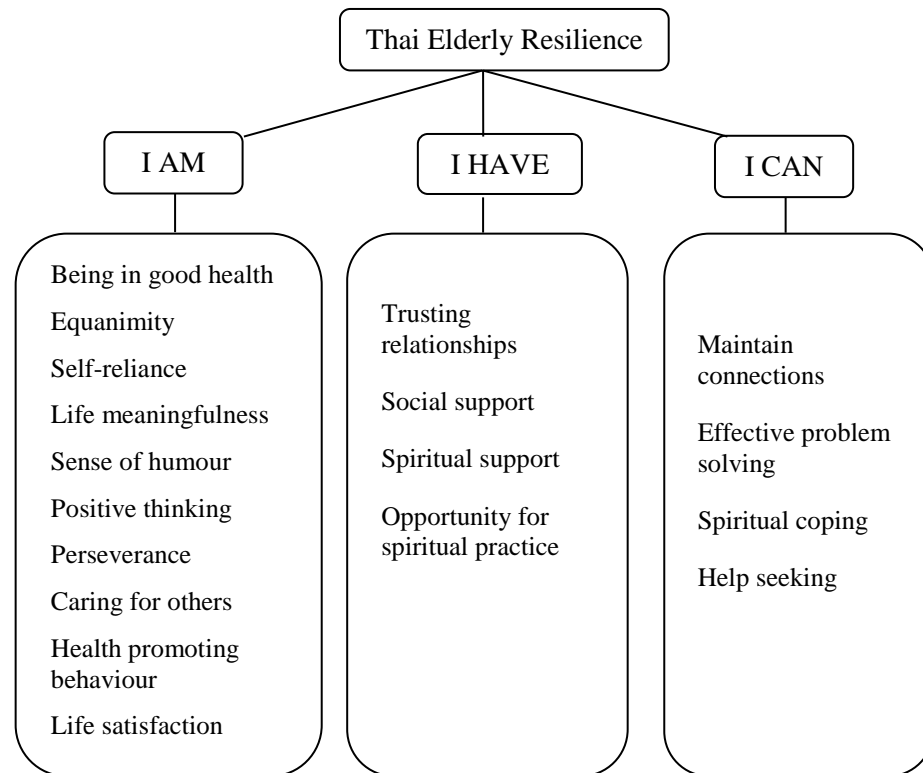 Thai Elderly Resilience
I AM
I HAVE
I CAN
Being in good health
Equanimity
Self-reliance
Life meaningfulness
Sense of humour
Positive thinking
Perseverance
Caring for others
Health promoting
behaviour
Life satisfaction
Trusting
relationships
Social support
Spiritual support
Opportunity for
spiritual practice
Maintain
connections
Effective problem
solving
Spiritual coping
Help seeking